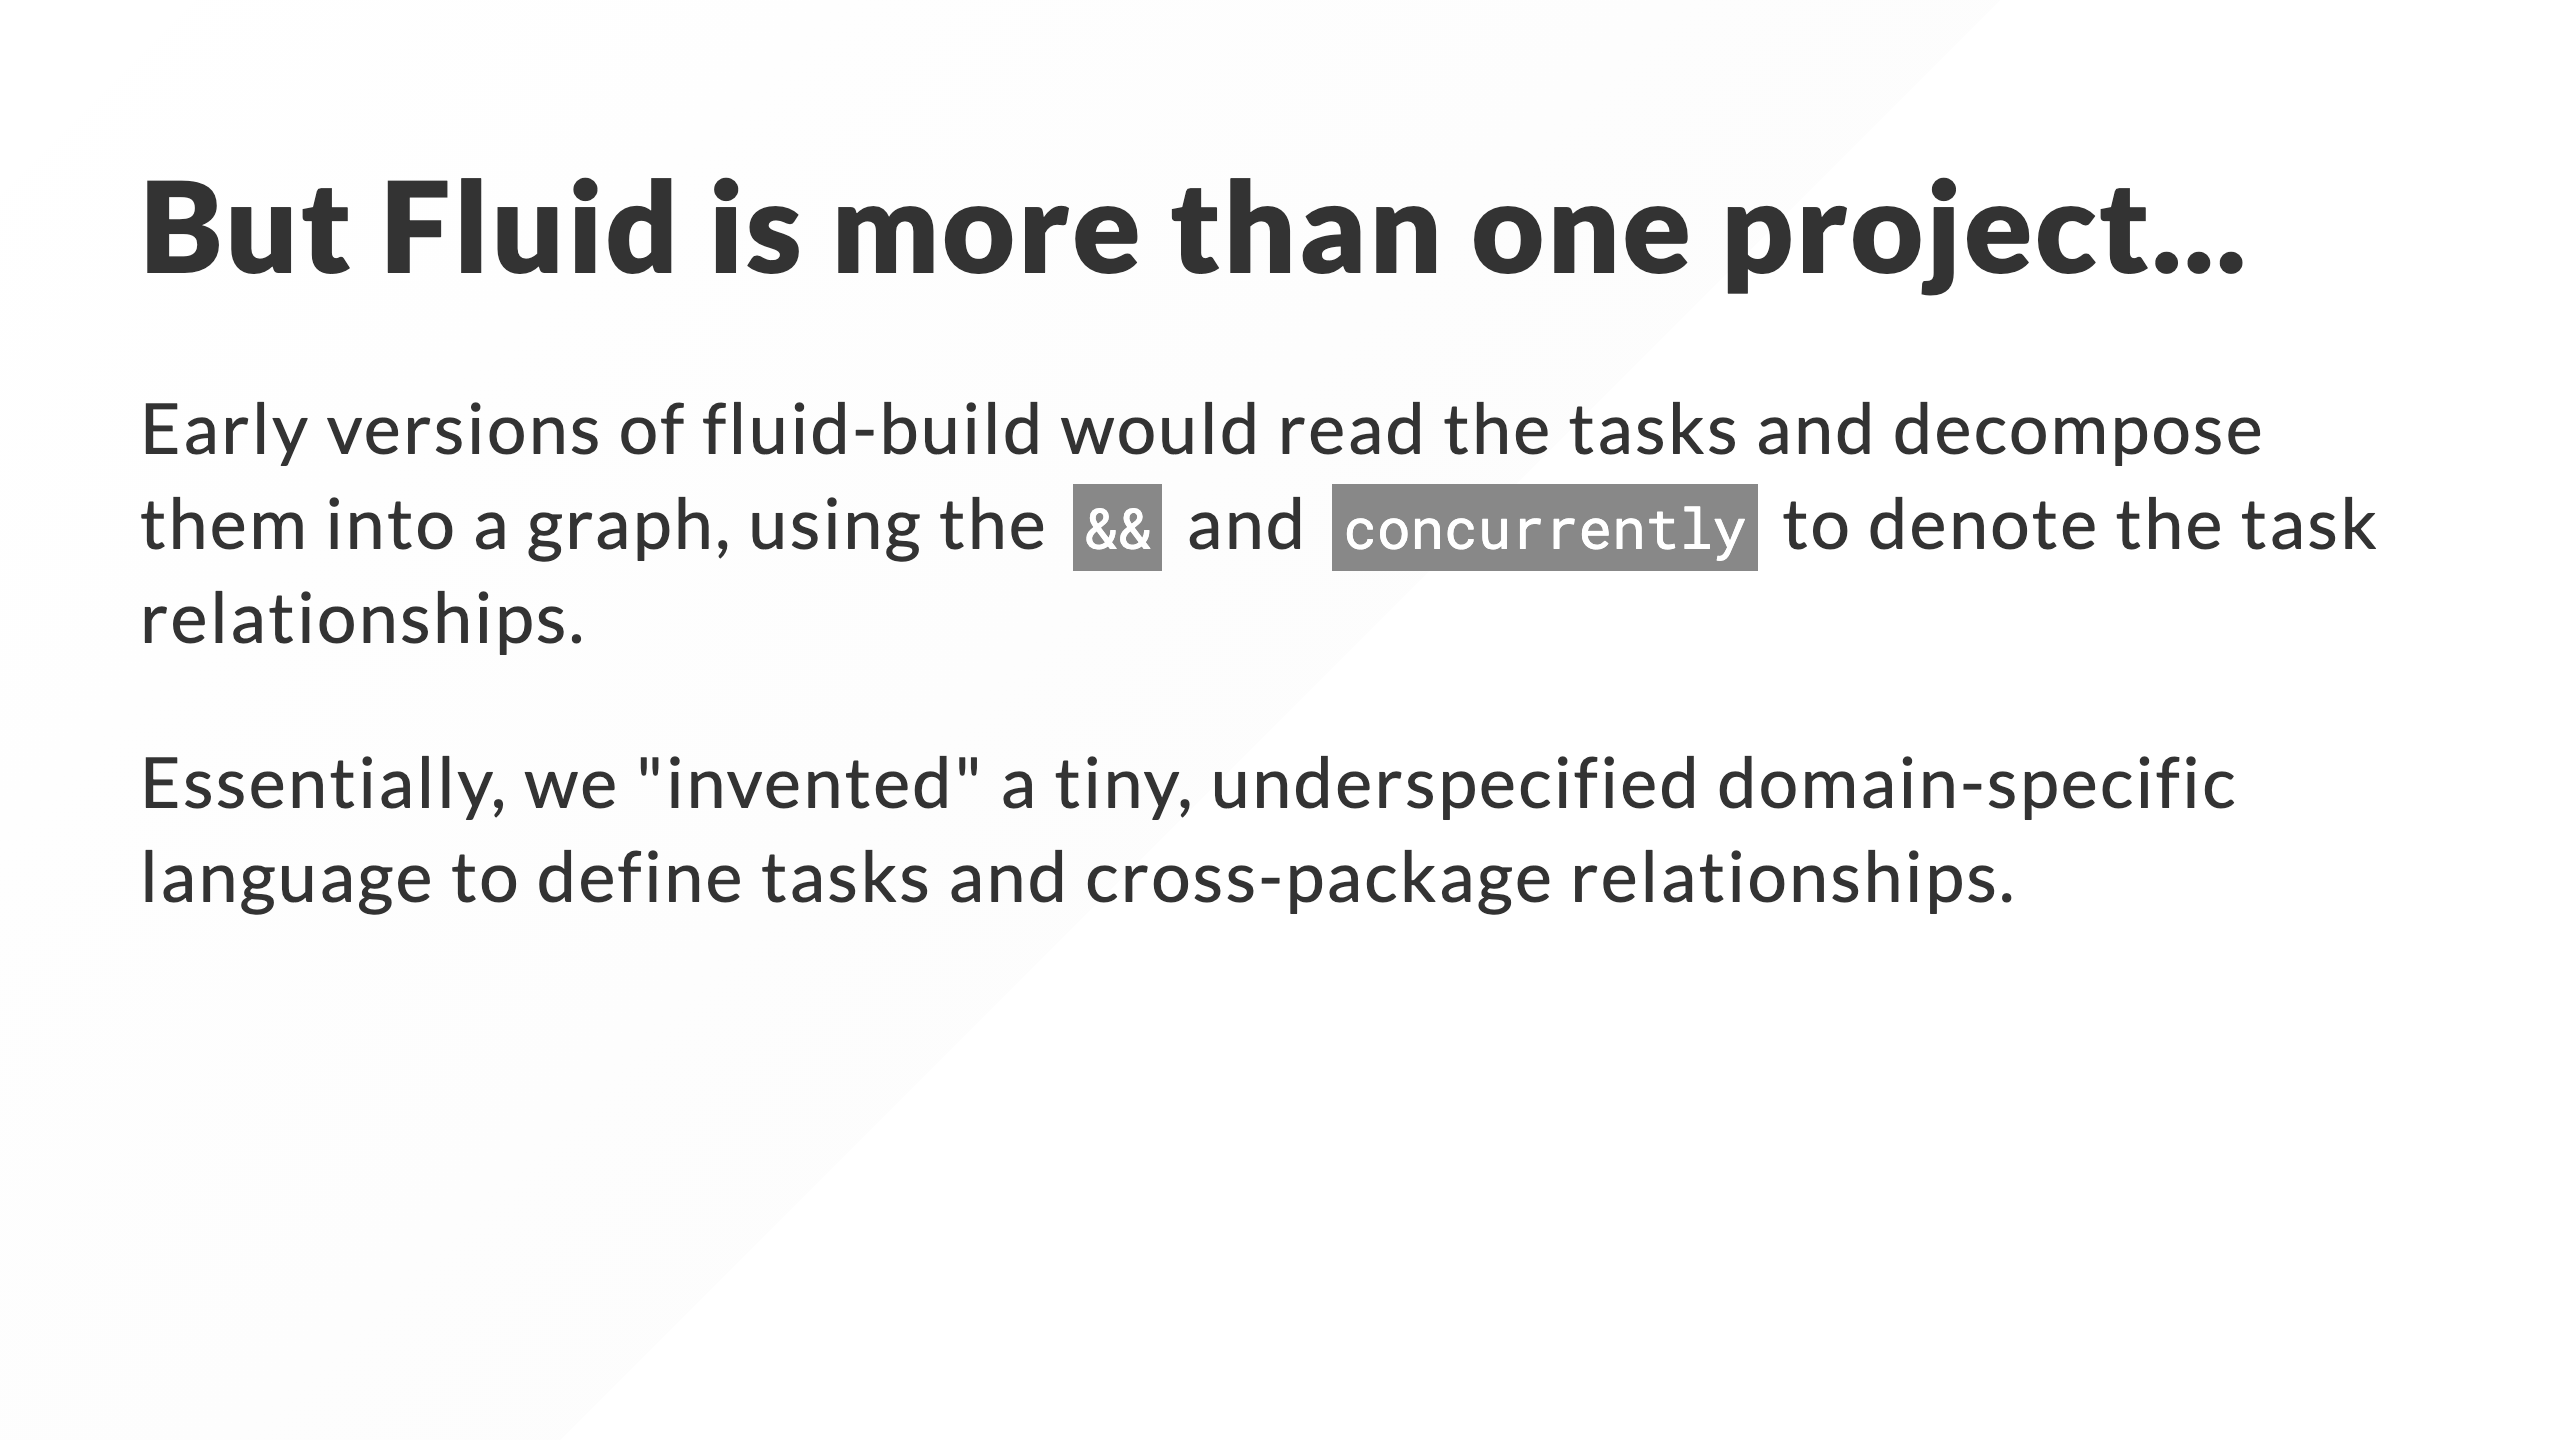 But Fluid is more than one project...
Early versions of fluid-build would read the tasks and decompose
them into a graph, using the && and concurrently to denote the task
relationships.
Essentially, we "invented" a tiny, underspecified domain-specific
language to define tasks and cross-package relationships.